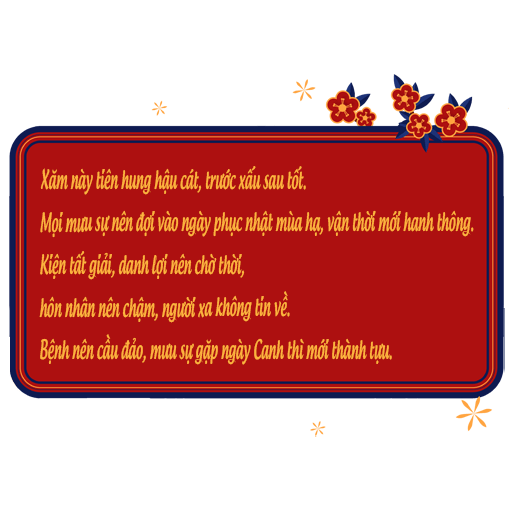 Xăm này tiên hung hậu cát, trước xấu sau tốt.
Mọi mưu sự nên đợi vào ngày phục nhật mùa hạ, vận thời mới hanh thông.
Kiện tất giải, danh lợi nên chờ thời,
hôn nhân nên chậm, người xa không tin về.
Bệnh nên cầu đảo, mưu sự gặp ngày Canh thì mới thành tựu.